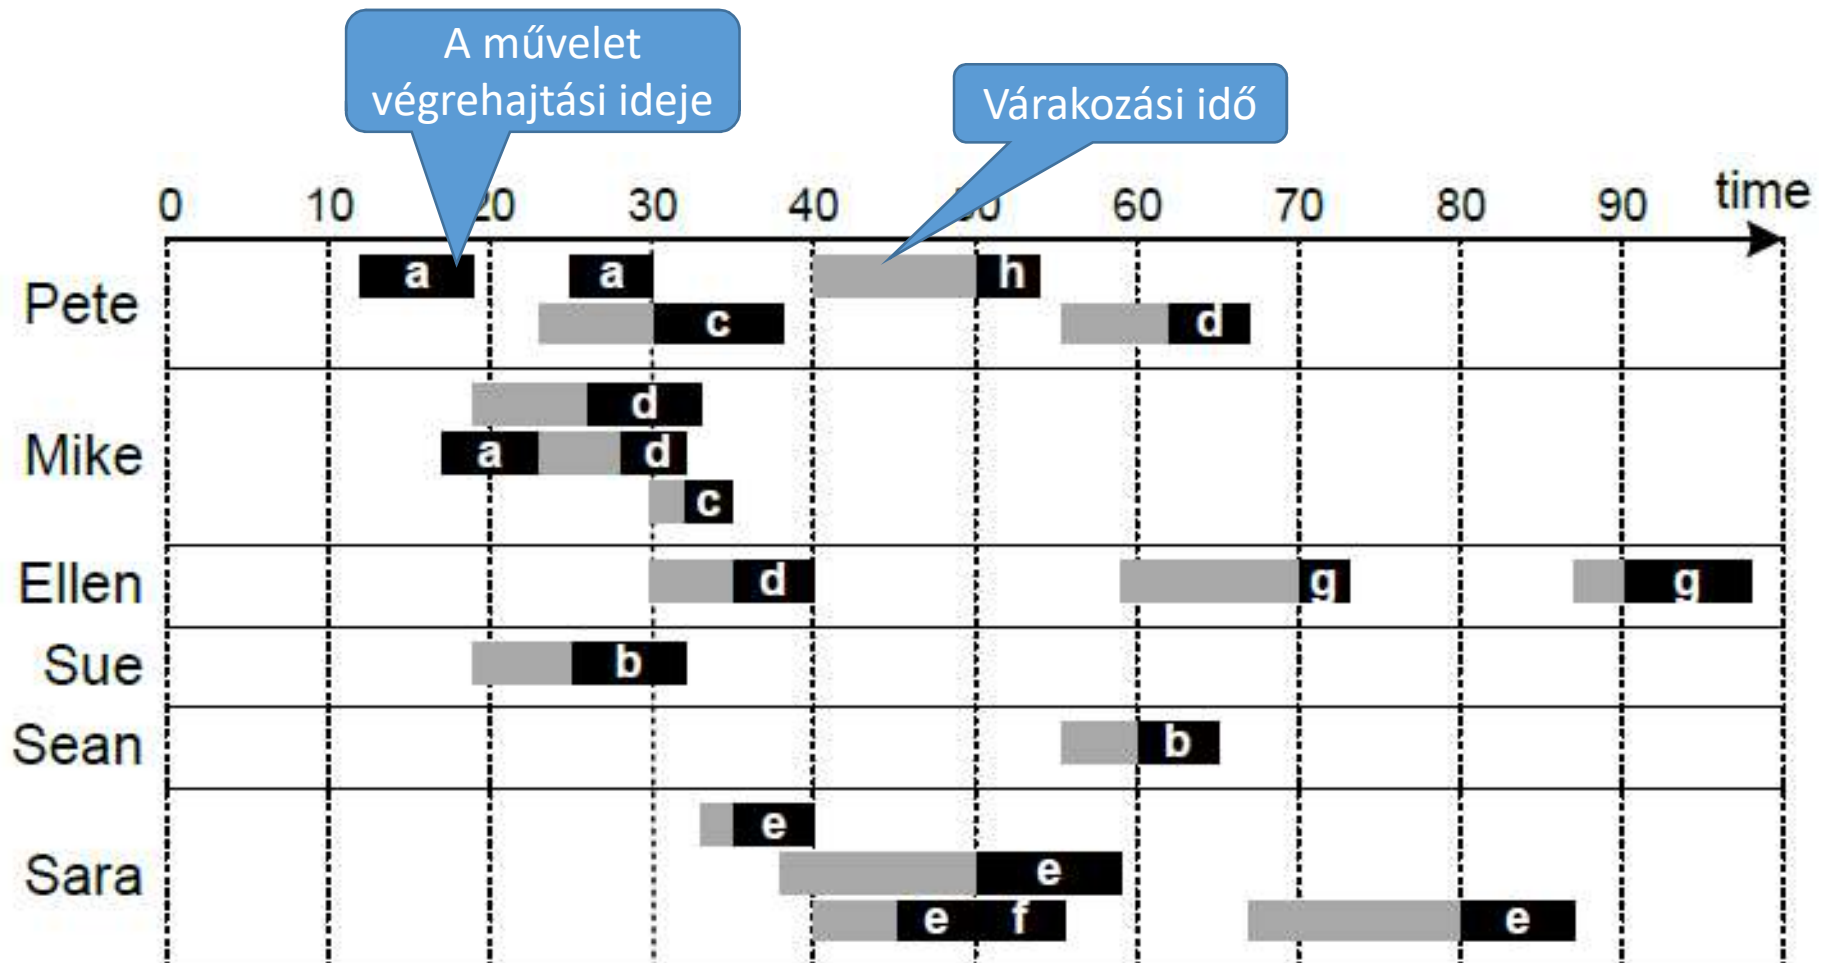 A művelet
végrehajtási ideje
Várakozási idő
0 10 20 30 40 50 60 70 80 90 time
Pete
a a h
c d
Mike
d
a d
c
Ellen
d g g
Sue
b
Sean
b
Sara
e
e
e f e